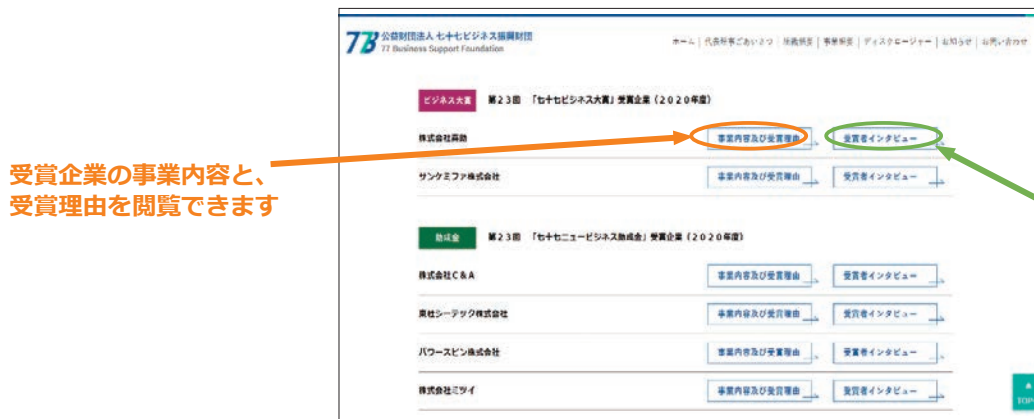 公益財団法人 七十七ビジネス振興財団
77 Business Support Foundation
ホーム | 代表理事ごあいさつ | 財団概要 | 事業概要 | ディスクロージャー | お知らせ | お問い合わせ
ビジネス大賞 第23回 「七十七ビジネス大賞」受賞企業(2020年度)
事業内容及び受賞理由 受賞者インタビュー
サンケミファ株式会社 事業内容及び受賞理由 受賞者インタビュー
受賞企業の事業内容と、
受賞理由を閲覧できます
助成金 第23回 「七十七ニュービジネス助成金」受賞企業(2020年度)
株式会社C&A 事業内容及び受賞理由 受賞者インタビュー
東杜シーテック株式会社 事業内容及び受賞理由 受賞者インタビュー
パワースピン株式会社 事業内容及び受賞理由 受賞者インタビュー
株式会社ミツイ 事業内容及び受賞理由 受賞者インタビュー